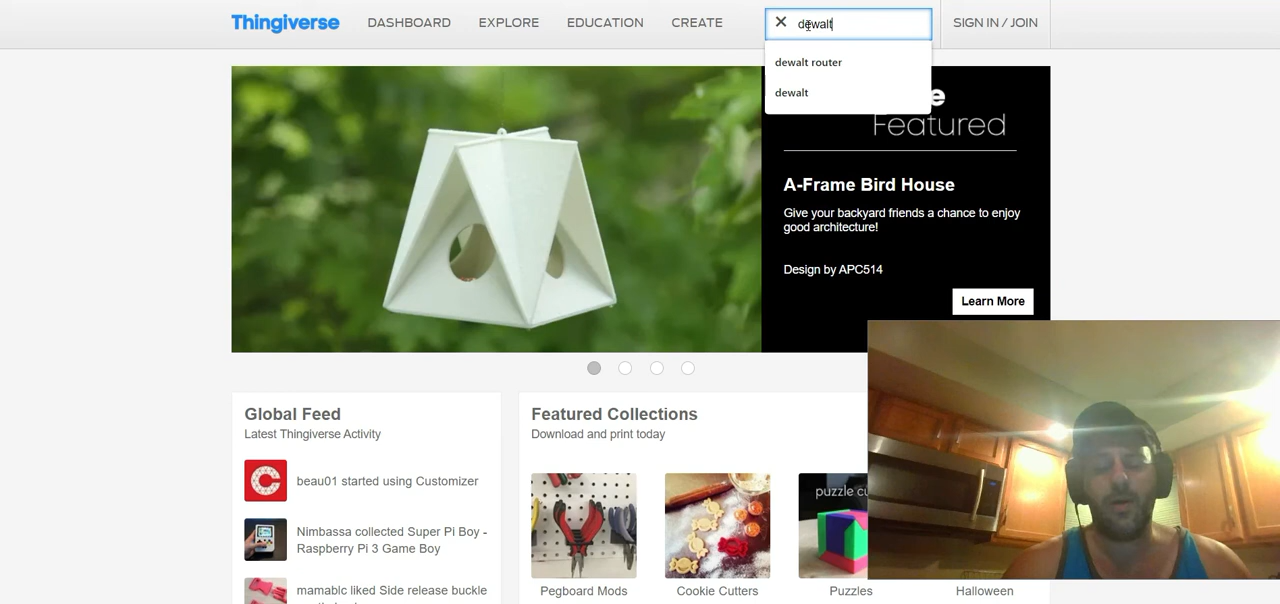 Thingiverse DASHBOARD EXPLORE EDUCATION CREATE dewalt SIGN IN / JOIN
dewalt router
dewalt
Featured
A-Frame Bird House
Give your backyard friends a chance to enjoy
good architecture!
Design by APC514
Learn More
Global Feed
Latest Thingiverse Activity
beau01 started using Customizer
Nimbassa collected Super Pi Boy -
Raspberry Pi 3 Game Boy
mamablc liked Side release buckle
Featured Collections
Download and print today
puzzle
Pegboard Mods
Cookie Cutters
Puzzles
Halloween